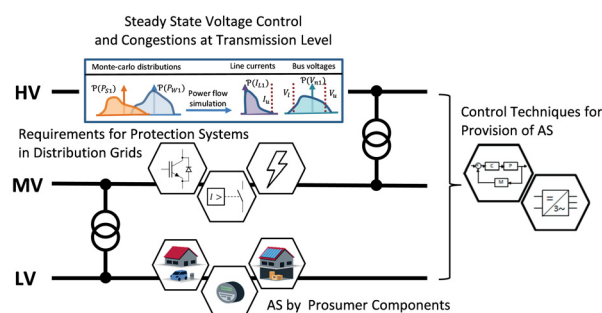 Steady State Voltage Control
and Congestions at Transmission Level
Monte-carlo distributions
Line currents
Bus voltages
P(P_S1)
P(P_W1)
Power flow
simulation
P(I_L1)
I_u
P(V_n1)
V_l
V_u
HV
Requirements for Protection Systems
in Distribution Grids
Control Techniques for
Provision of AS
MV
I >
C
P
M
=
3~
LV
AS by Prosumer Components